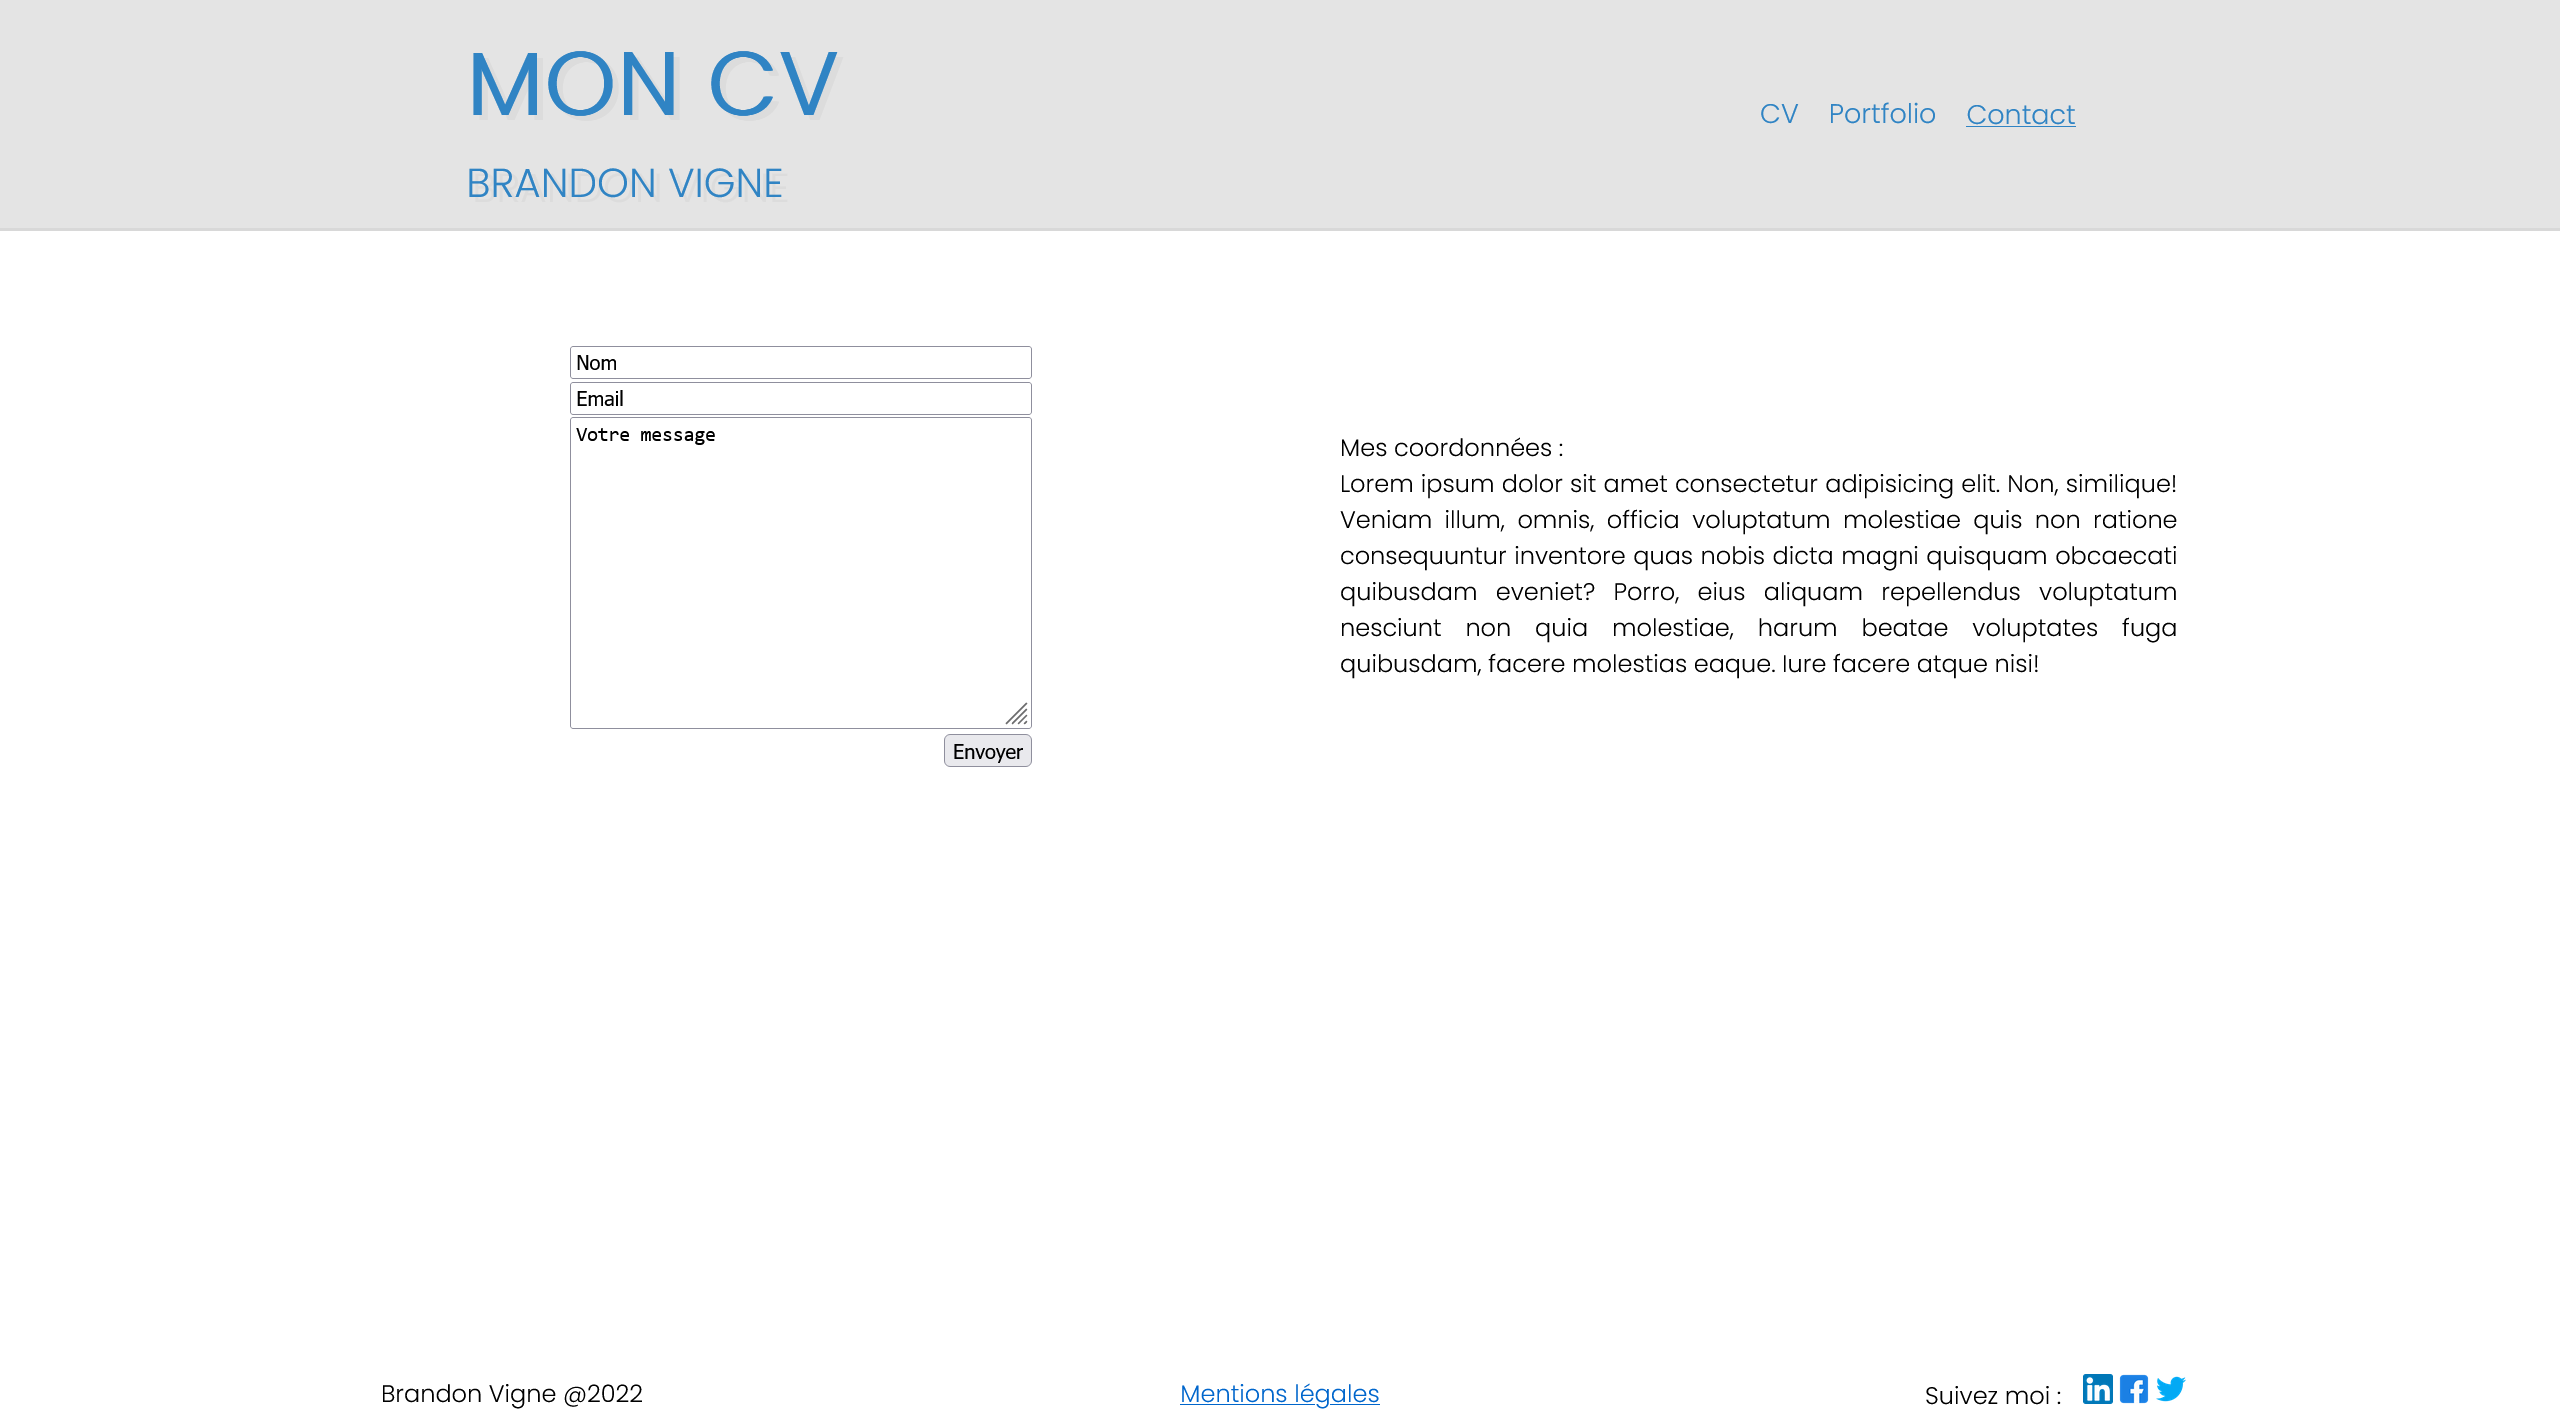 MON CV
BRANDON VIGNE
CV Portfolio Contact
Nom
Email
Votre message
Envoyer
Mes coordonnées :
Lorem ipsum dolor sit amet consectetur adipisicing elit. Non, similique!
Veniam illum, omnis, officia voluptatum molestiae quis non ratione
consequuntur inventore quas nobis dicta magni quisquam obcaecati
quibusdam eveniet? Porro, eius aliquam repellendus voluptatum
nesciunt non quia molestiae, harum beatae voluptates fuga
quibusdam, facere molestias eaque. Iure facere atque nisi!
Brandon Vigne @2022
Mentions légales
Suivez moi :